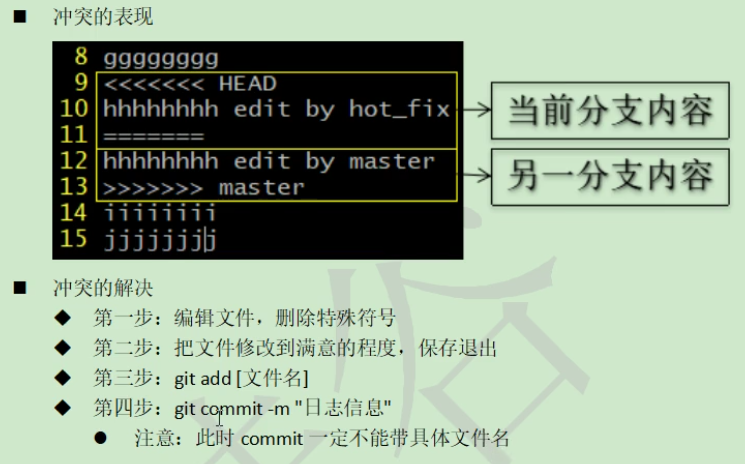 ■ 冲突的表现
8 gggggggg
9 <<<<<<< HEAD
10 hhhhhhhh edit by hot_fix
当前分支内容
11 =======
12 hhhhhhhh edit by master
另一分支内容
13 >>>>>>> master
14 iiiiiiii
15 jjjjjjjj
■ 冲突的解决
◆ 第一步：编辑文件，删除特殊符号
◆ 第二步：把文件修改到满意的程度，保存退出
◆ 第三步：git add [文件名]
◆ 第四步：git commit -m "日志信息"
● 注意：此时 commit 一定不能带具体文件名